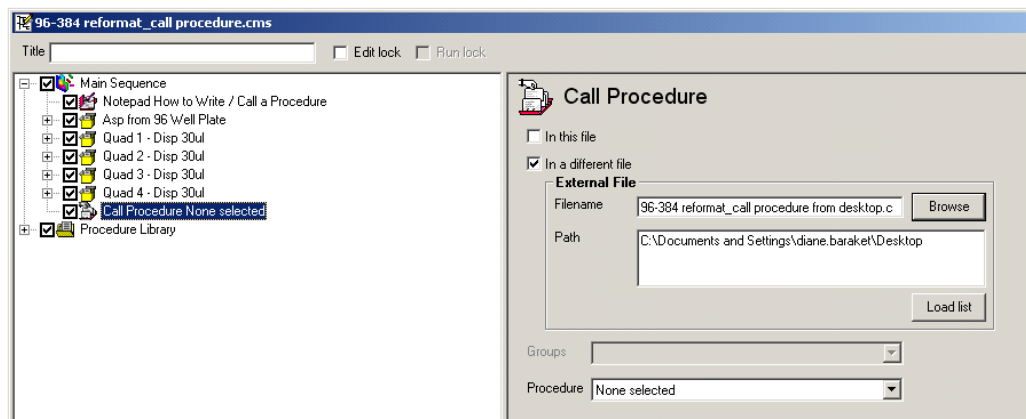 96-384 reformat_call procedure.cms
Title
Edit lock
Run lock
Main Sequence
Notepad How to Write / Call a Procedure
Asp from 96 Well Plate
Quad 1 - Disp 30ul
Quad 2 - Disp 30ul
Quad 3 - Disp 30ul
Quad 4 - Disp 30ul
Call Procedure None selected
Procedure Library
Call Procedure
In this file
In a different file
External File
Filename
96-384 reformat_call procedure from desktop.c
Browse
Path
C:\Documents and Settings\diane.baraket\Desktop
Load list
Groups
Procedure
None selected